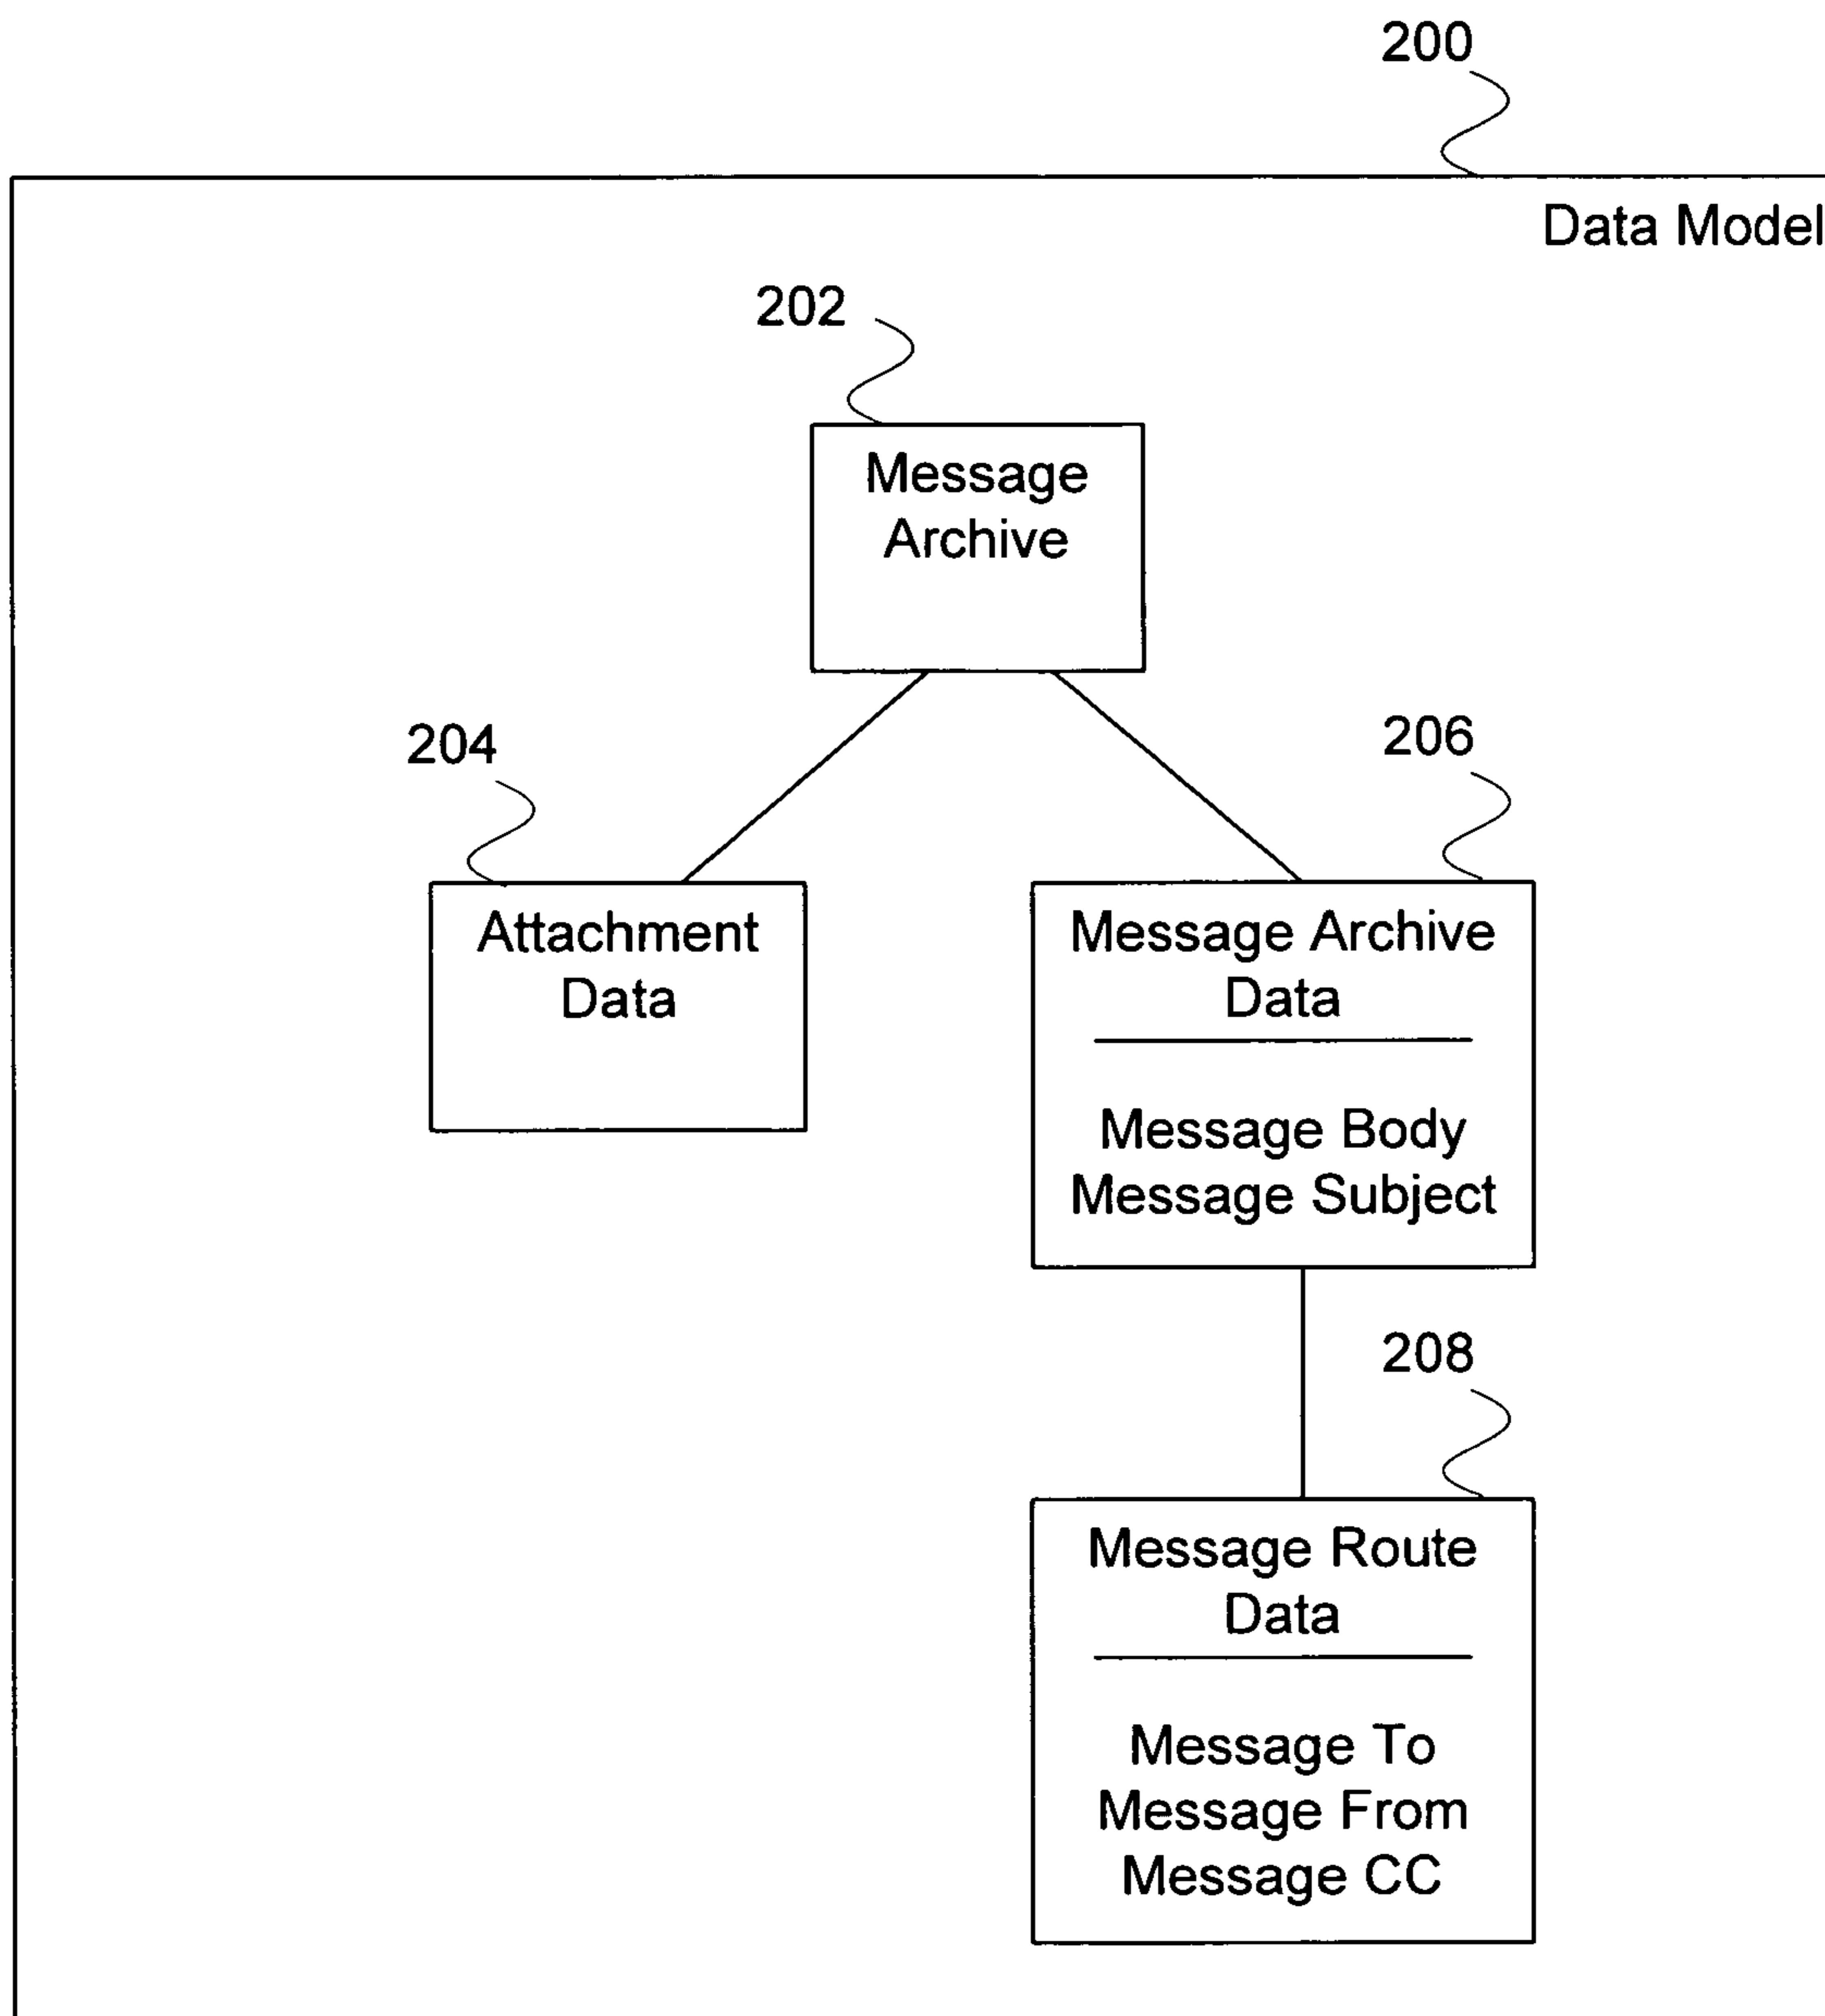 200
Data Model
202
Message
Archive
204
206
Attachment
Data
Message Archive
Data
Message Body
Message Subject
208
Message Route
Data
Message To
Message From
Message CC